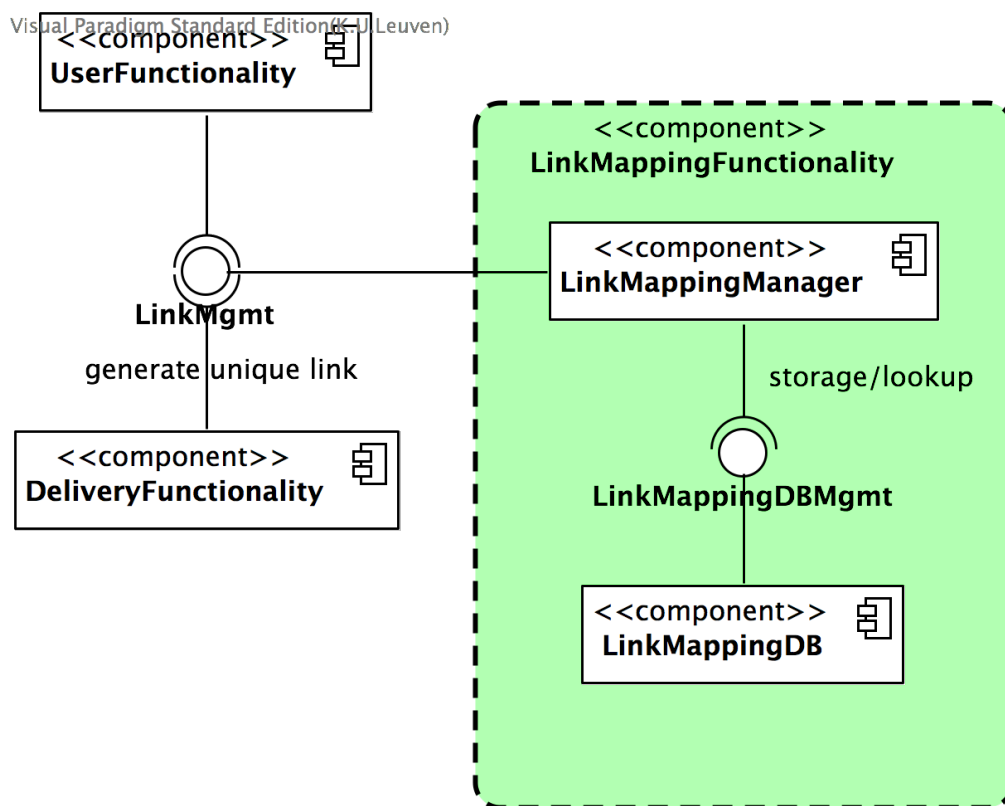 Visual Paradigm Standard Edition(K.U.Leuven)
<<component>>
UserFunctionality
<<component>>
LinkMappingFunctionality
<<component>>
LinkMappingManager
LinkMgmt
generate unique link
storage/lookup
<<component>>
DeliveryFunctionality
LinkMappingDBMgmt
<<component>>
LinkMappingDB